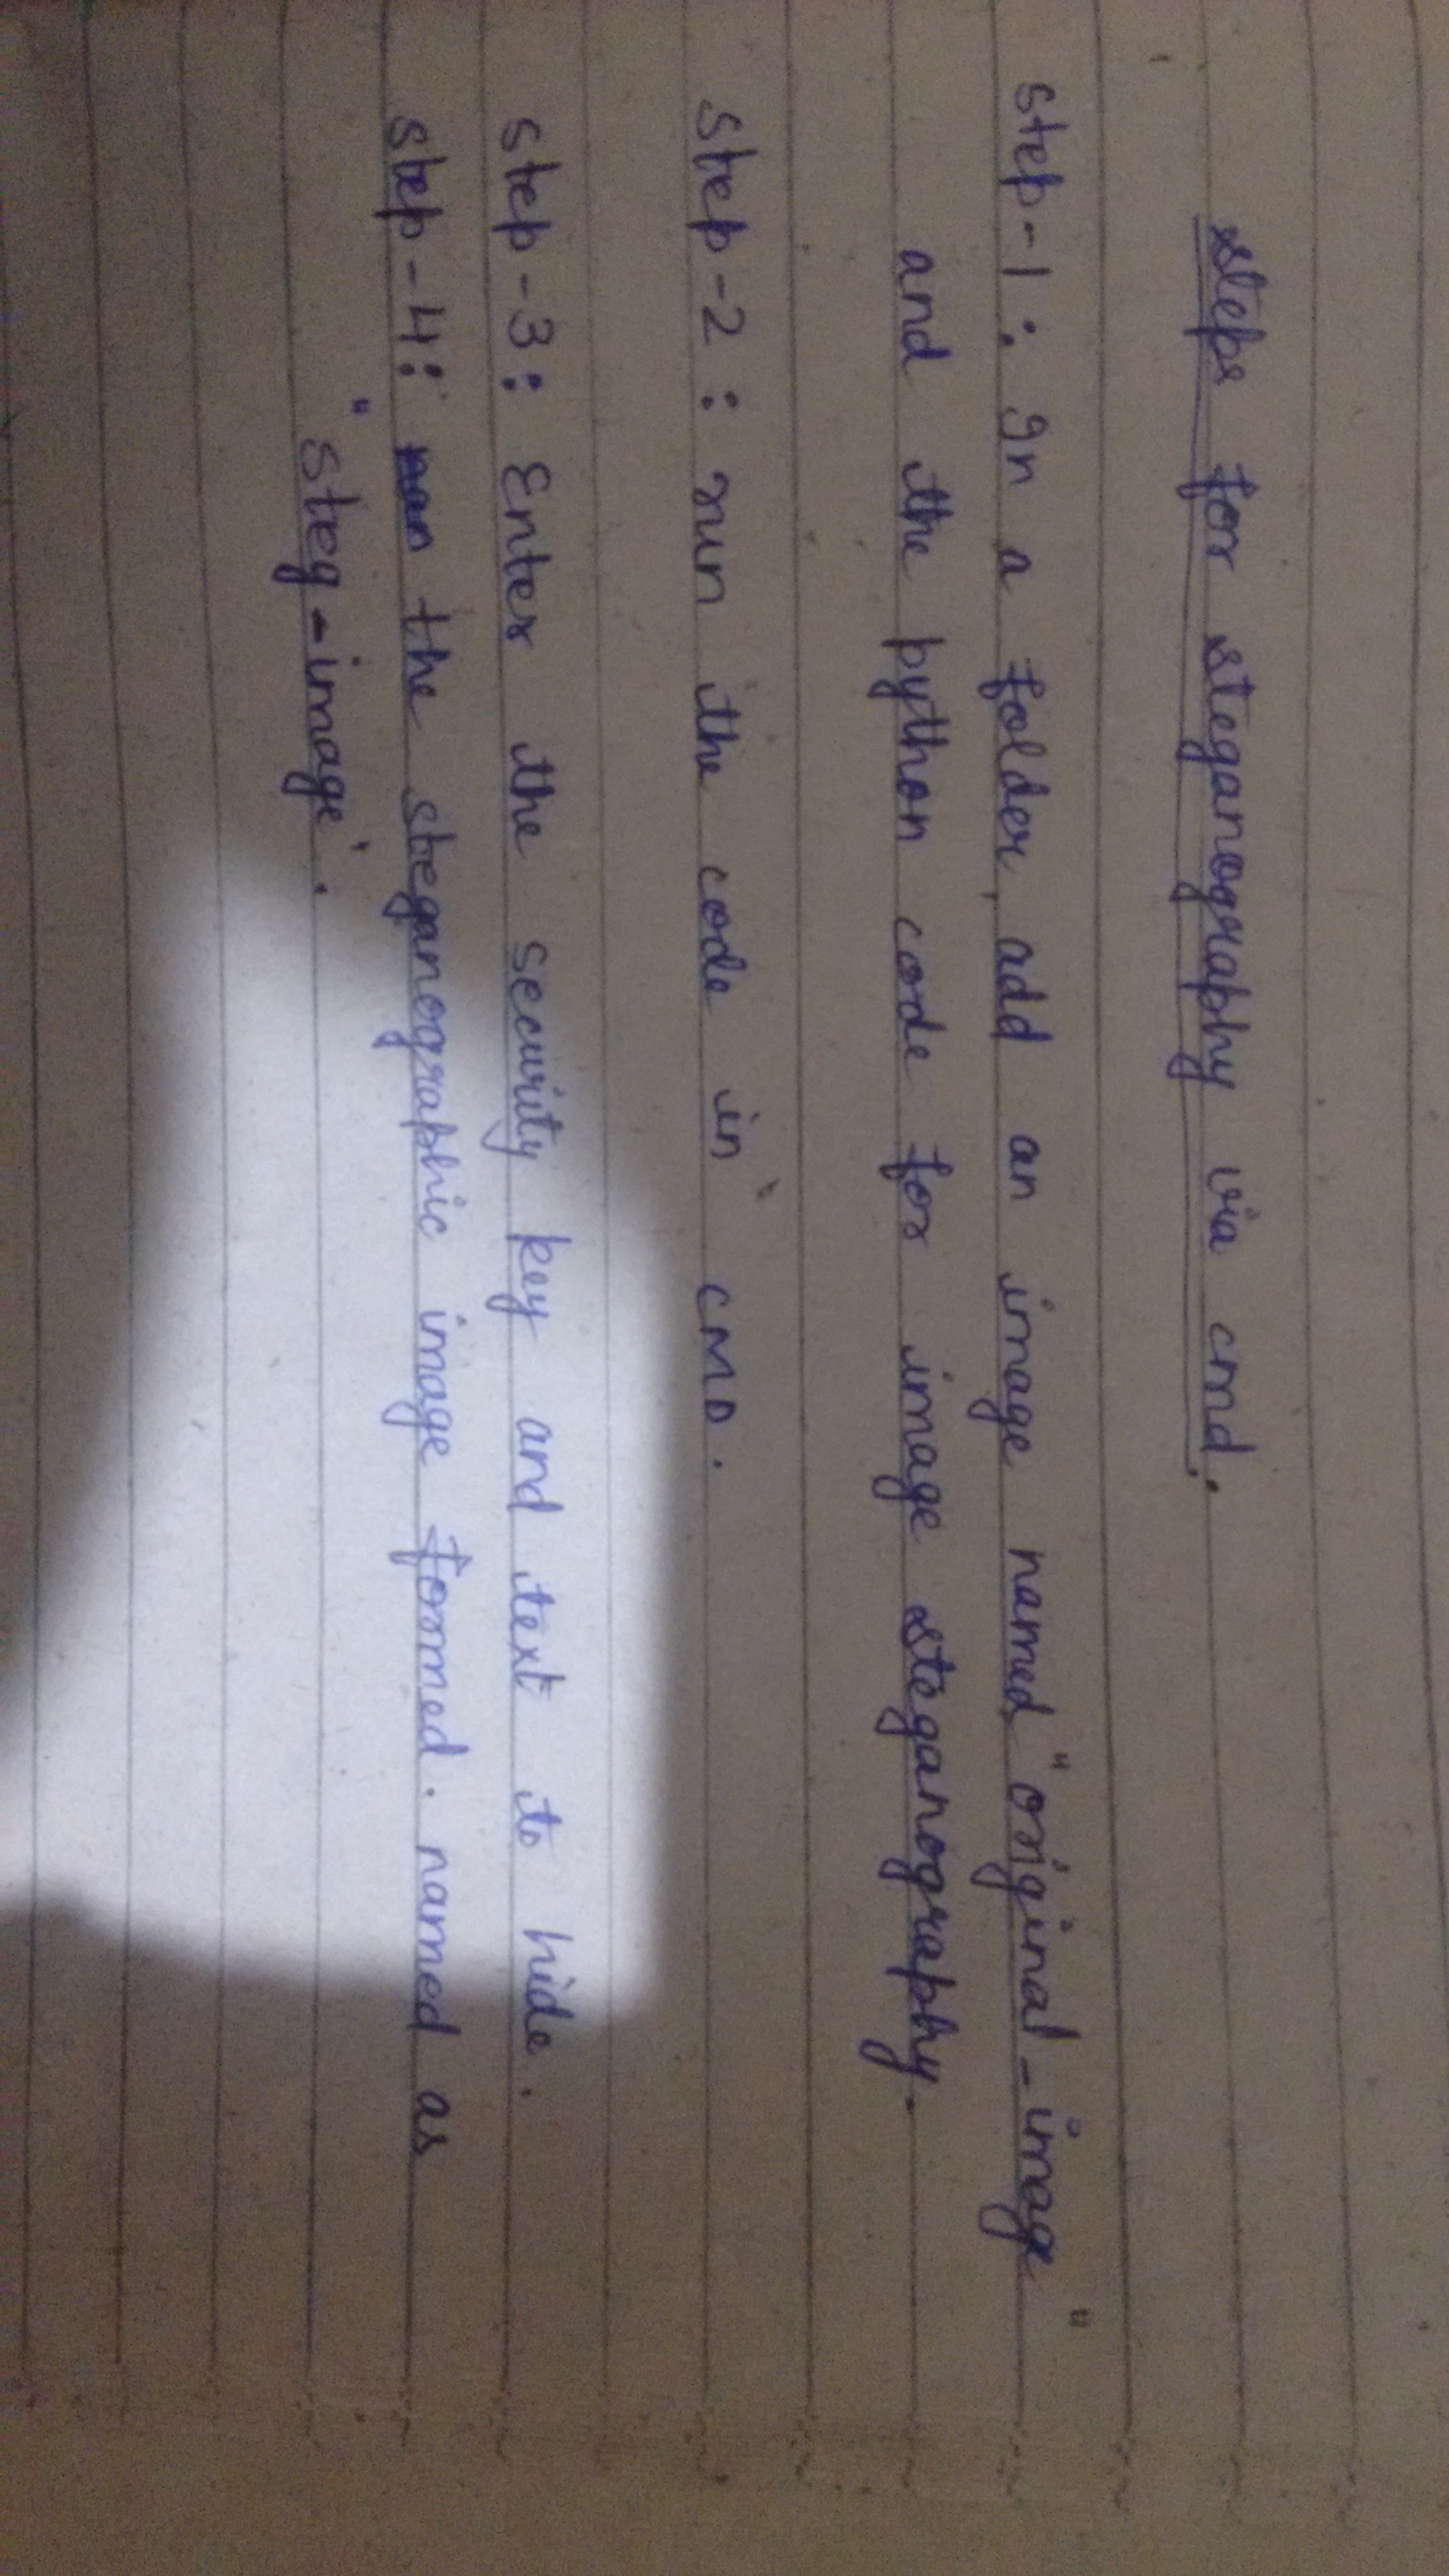 Steps for steganography via cmd.
step-1: In a folder, add an image named "original-image"
and the python code for image steganography.
step-2: run the code in CMD.
step-3: Enter the security key and text to hide.
step-4: the steganographic image formed. named as
"steg-image'.